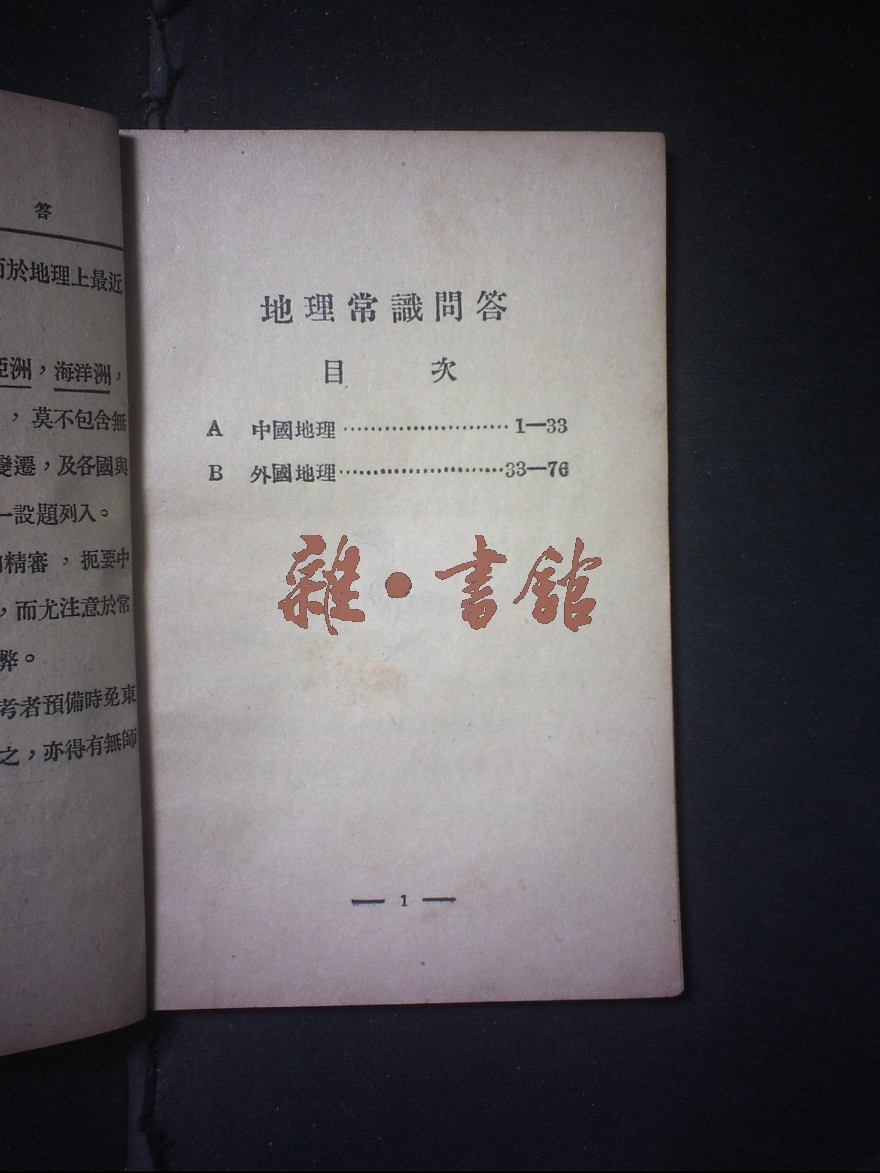 答
於地理上最近
亞洲，海洋洲，
，莫不包含無
變遷，及各國與
一設題列入。
精審，扼要中
，而尤注意於常
弊。
考者預備時免東
之，亦得有無師
地理常識問答
目 次
A 中國地理……………………1—33
B 外國地理……………………33—76
雜·書館
— 1 —